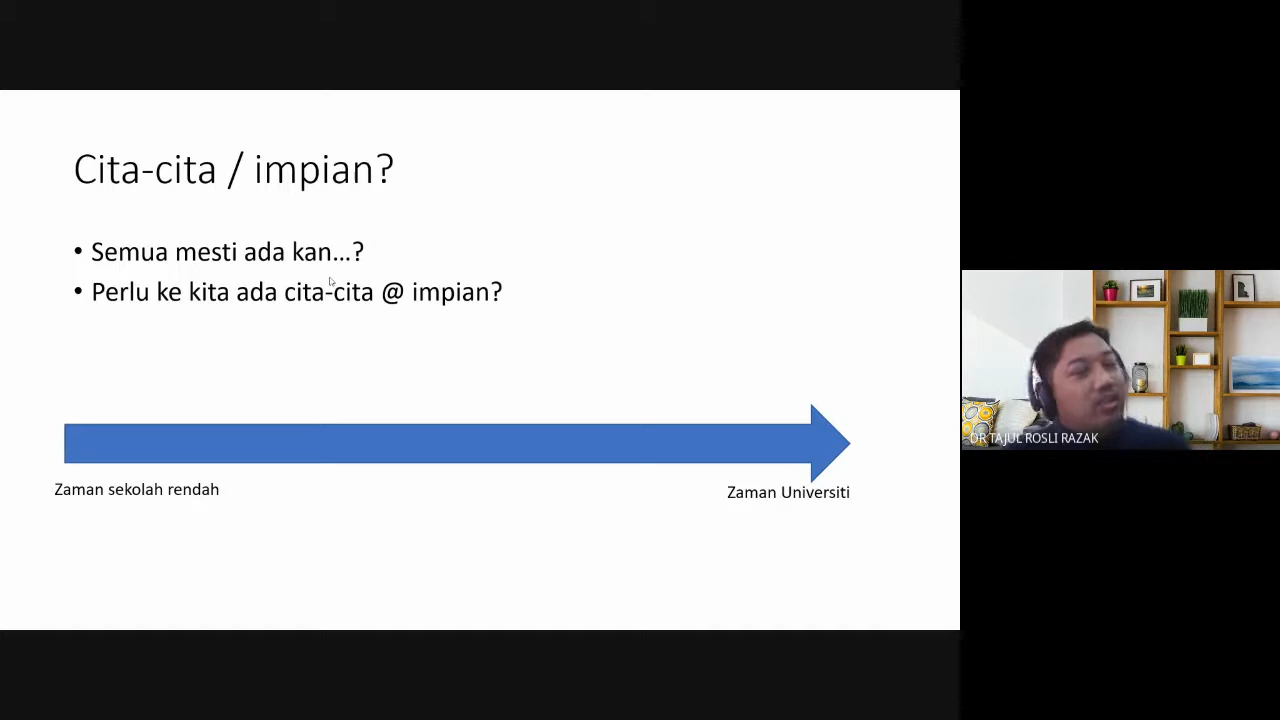 Cita-cita / impian?
• Semua mesti ada kan...?
• Perlu ke kita ada cita-cita @ impian?
Zaman sekolah rendah
Zaman Universiti
DR TAJUL ROSLI RAZAK